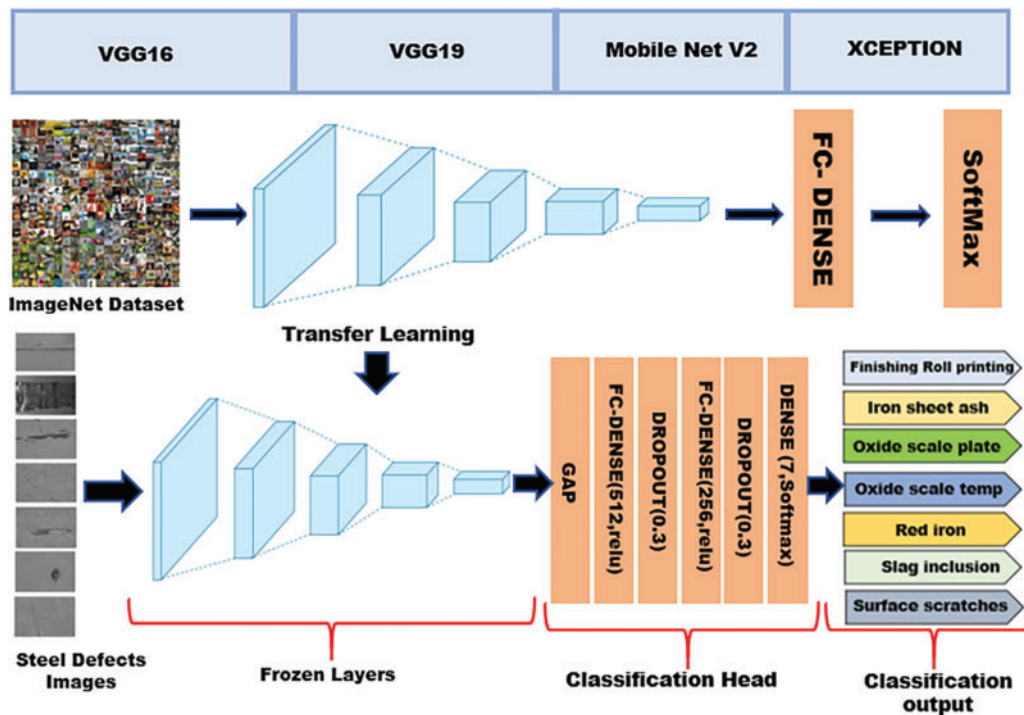 VGG16
VGG19
Mobile Net V2
XCEPTION
FC- DENSE
SoftMax
ImageNet Dataset
Transfer Learning
GAP
FC-DENSE(512,relu)
DROPOUT(0.3)
FC-DENSE(256,relu)
DROPOUT(0.3)
DENSE (7,Softmax)
Finishing Roll printing
Iron sheet ash
Oxide scale plate
Oxide scale temp
Red iron
Slag inclusion
Surface scratches
Steel Defects
Images
Frozen Layers
Classification Head
Classification
output